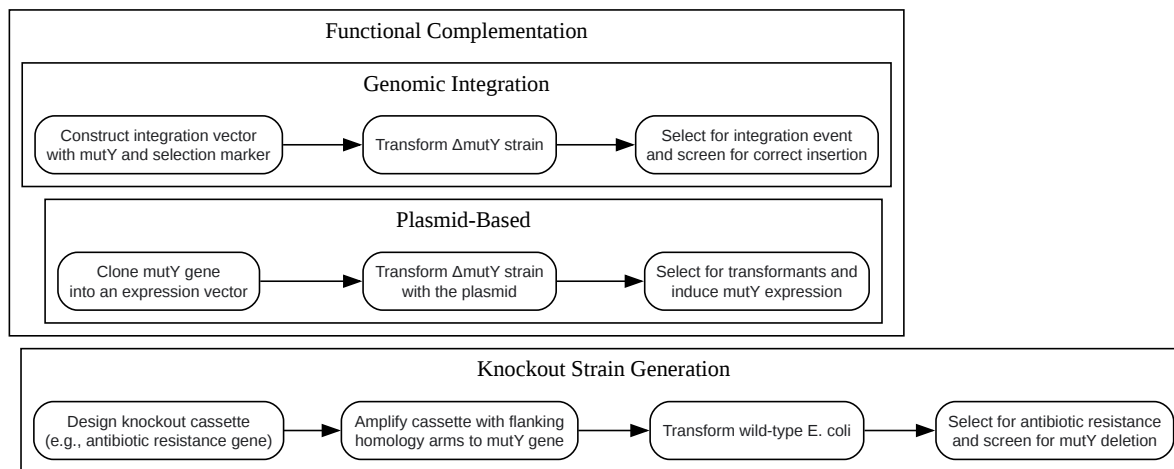 Functional Complementation
Genomic Integration
Construct integration vector
with mutY and selection marker
Transform ΔmutY strain
Select for integration event
and screen for correct insertion
Plasmid-Based
Clone mutY gene
into an expression vector
Transform ΔmutY strain
with the plasmid
Select for transformants and
induce mutY expression
Knockout Strain Generation
Design knockout cassette
(e.g., antibiotic resistance gene)
Amplify cassette with flanking
homology arms to mutY gene
Transform wild-type E. coli
Select for antibiotic resistance
and screen for mutY deletion